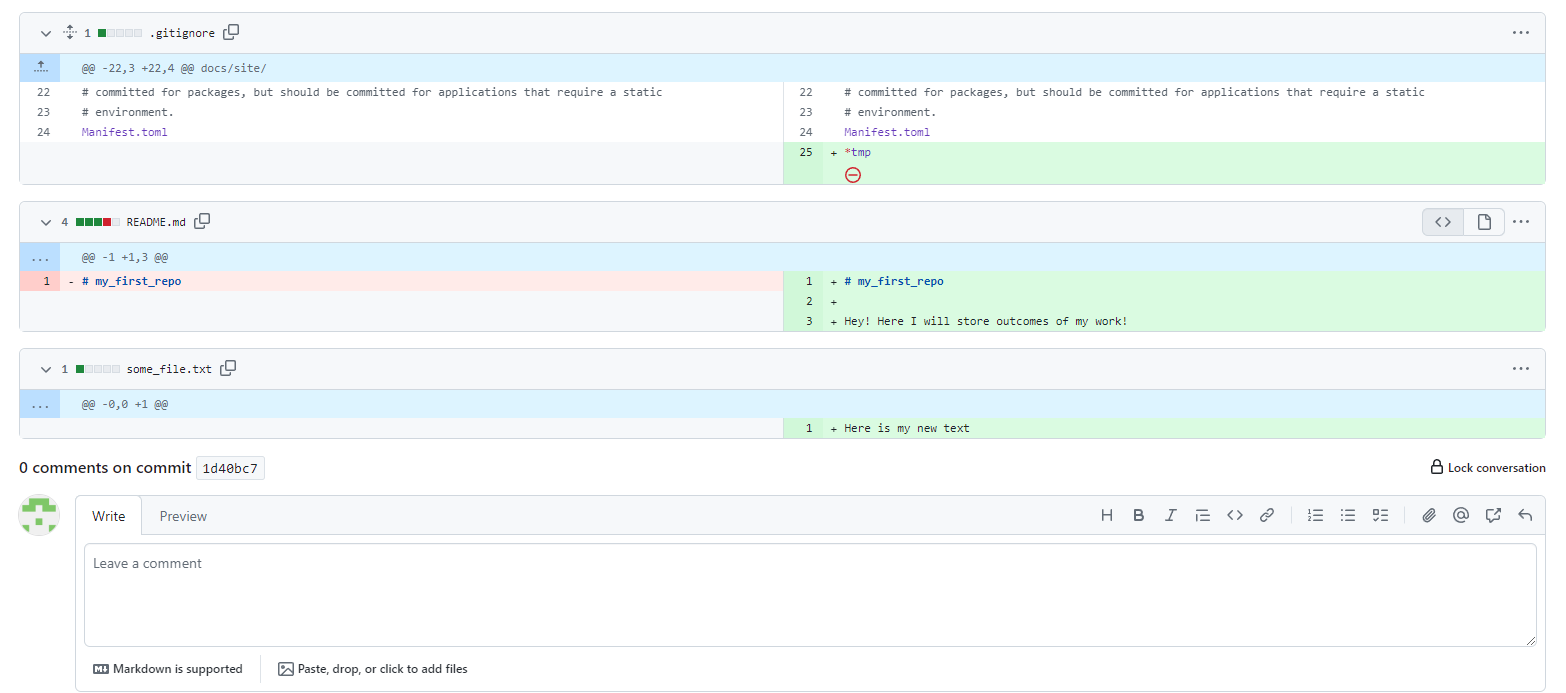 1 .gitignore
@@ -22,3 +22,4 @@ docs/site/
22 # committed for packages, but should be committed for applications that require a static
23 # environment.
24 Manifest.toml
22 # committed for packages, but should be committed for applications that require a static
23 # environment.
24 Manifest.toml
25 + *tmp
4 README.md
... @@ -1 +1,3 @@
1 - # my_first_repo
1 + # my_first_repo
2 +
3 + Hey! Here I will store outcomes of my work!
1 some_file.txt
... @@ -0,0 +1 @@
1 + Here is my new text
0 comments on commit 1d40bc7
Lock conversation
Write Preview
Leave a comment
Markdown is supported
Paste, drop, or click to add files